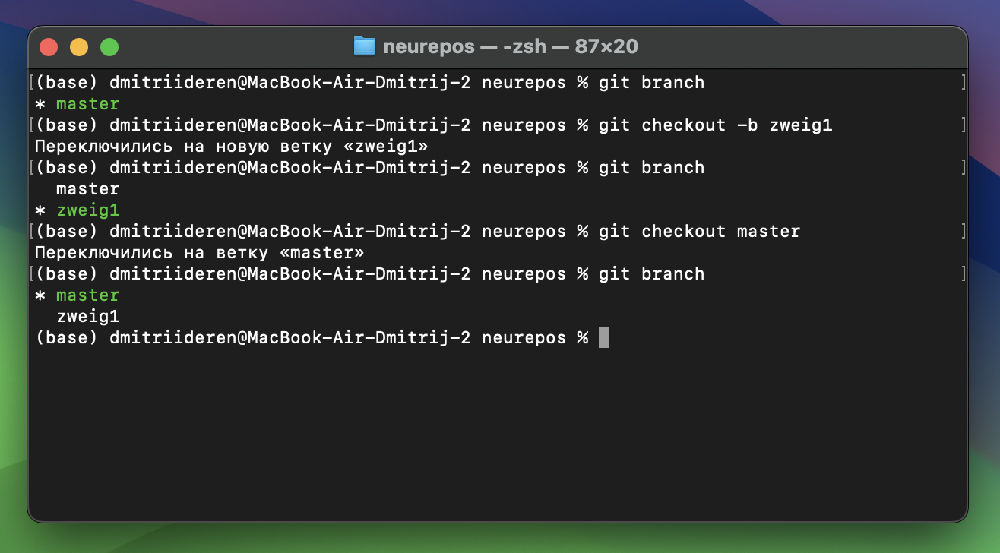 neurepos — -zsh — 87×20
[(base) dmitriideren@MacBook-Air-Dmitrij-2 neurepos % git branch ]
* master
[(base) dmitriideren@MacBook-Air-Dmitrij-2 neurepos % git checkout -b zweig1 ]
Переключились на новую ветку «zweig1»
[(base) dmitriideren@MacBook-Air-Dmitrij-2 neurepos % git branch ]
  master
* zweig1
[(base) dmitriideren@MacBook-Air-Dmitrij-2 neurepos % git checkout master ]
Переключились на ветку «master»
[(base) dmitriideren@MacBook-Air-Dmitrij-2 neurepos % git branch ]
* master
  zweig1
(base) dmitriideren@MacBook-Air-Dmitrij-2 neurepos %